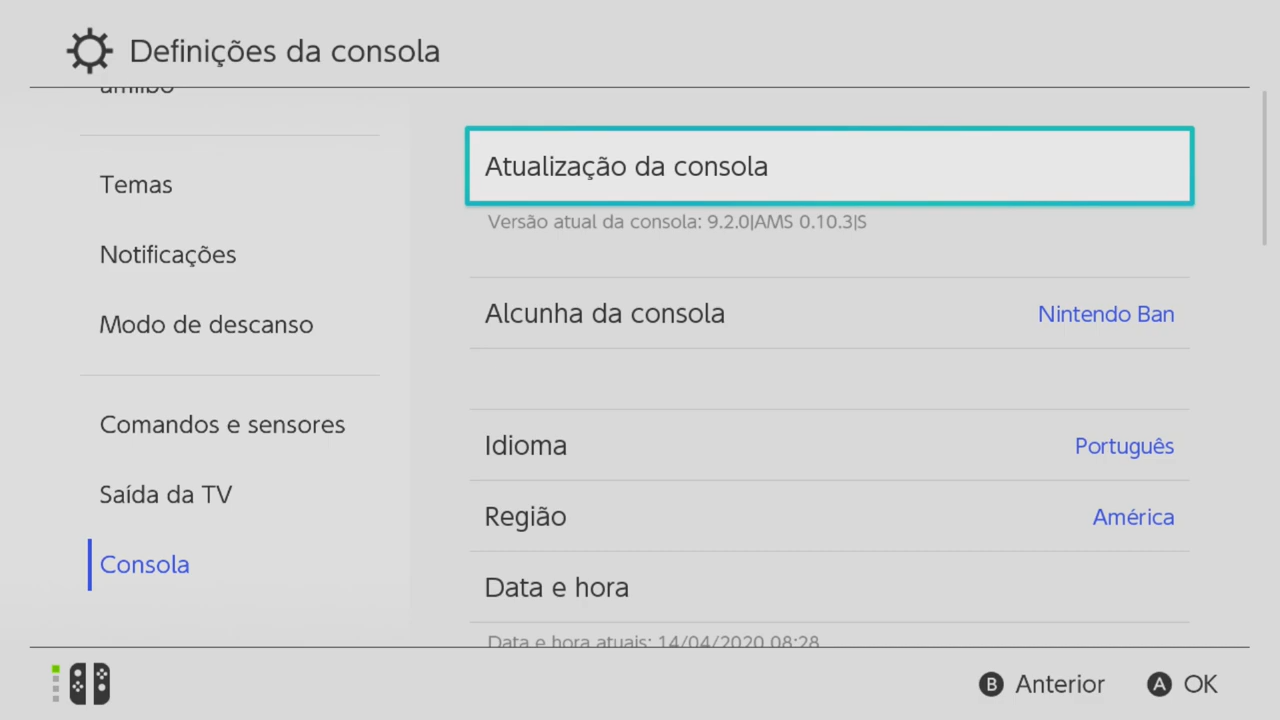 Definições da consola
amiibo
Temas
Notificações
Modo de descanso
Comandos e sensores
Saída da TV
Consola
Atualização da consola
Versão atual da consola: 9.2.0|AMS 0.10.3|S
Alcunha da consola Nintendo Ban
Idioma Português
Região América
Data e hora
Data e hora atuais: 14/04/2020 08:28
B Anterior A OK